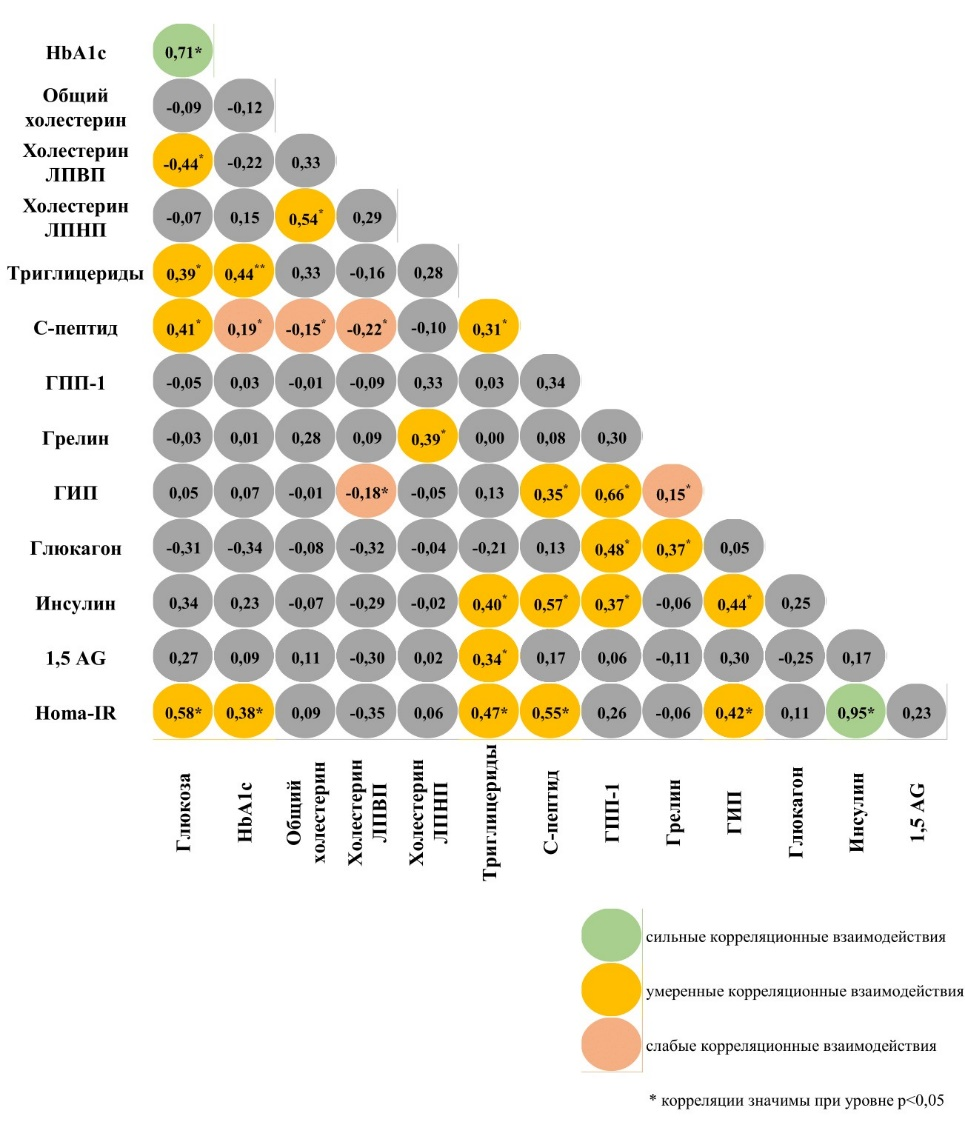 HbA1c
0,71*
Общий
холестерин
-0,09 -0,12
Холестерин
ЛПВП
-0,44* -0,22 0,33
Холестерин
ЛПНП
-0,07 0,15 0,54* 0,29
Триглицериды 0,39* 0,44** 0,33 -0,16 0,28
С-пептид 0,41* 0,19* -0,15* -0,22* -0,10 0,31*
ГПП-1 -0,05 0,03 -0,01 -0,09 0,33 0,03 0,34
Грелин -0,03 0,01 0,28 0,09 0,39* 0,00 0,08 0,30
ГИП 0,05 0,07 -0,01 -0,18* -0,05 0,13 0,35* 0,66* 0,15*
Глюкагон -0,31 -0,34 -0,08 -0,32 -0,04 -0,21 0,13 0,48* 0,37* 0,05
Инсулин 0,34 0,23 -0,07 -0,29 -0,02 0,40* 0,57* 0,37* -0,06 0,44* 0,25
1,5 AG 0,27 0,09 0,11 -0,30 0,02 0,34* 0,17 0,06 -0,11 0,30 -0,25 0,17
Homa-IR 0,58* 0,38* 0,09 -0,35 0,06 0,47* 0,55* 0,26 -0,06 0,42* 0,11 0,95* 0,23
Глюкоза
HbA1c
Общий
холестерин
Холестерин
ЛПВП
Холестерин
ЛПНП
Триглицериды
С-пептид
ГПП-1
Грелин
ГИП
Глюкагон
Инсулин
1,5 AG
сильные корреляционные взаимодействия
умеренные корреляционные взаимодействия
слабые корреляционные взаимодействия
* корреляции значимы при уровне p<0,05